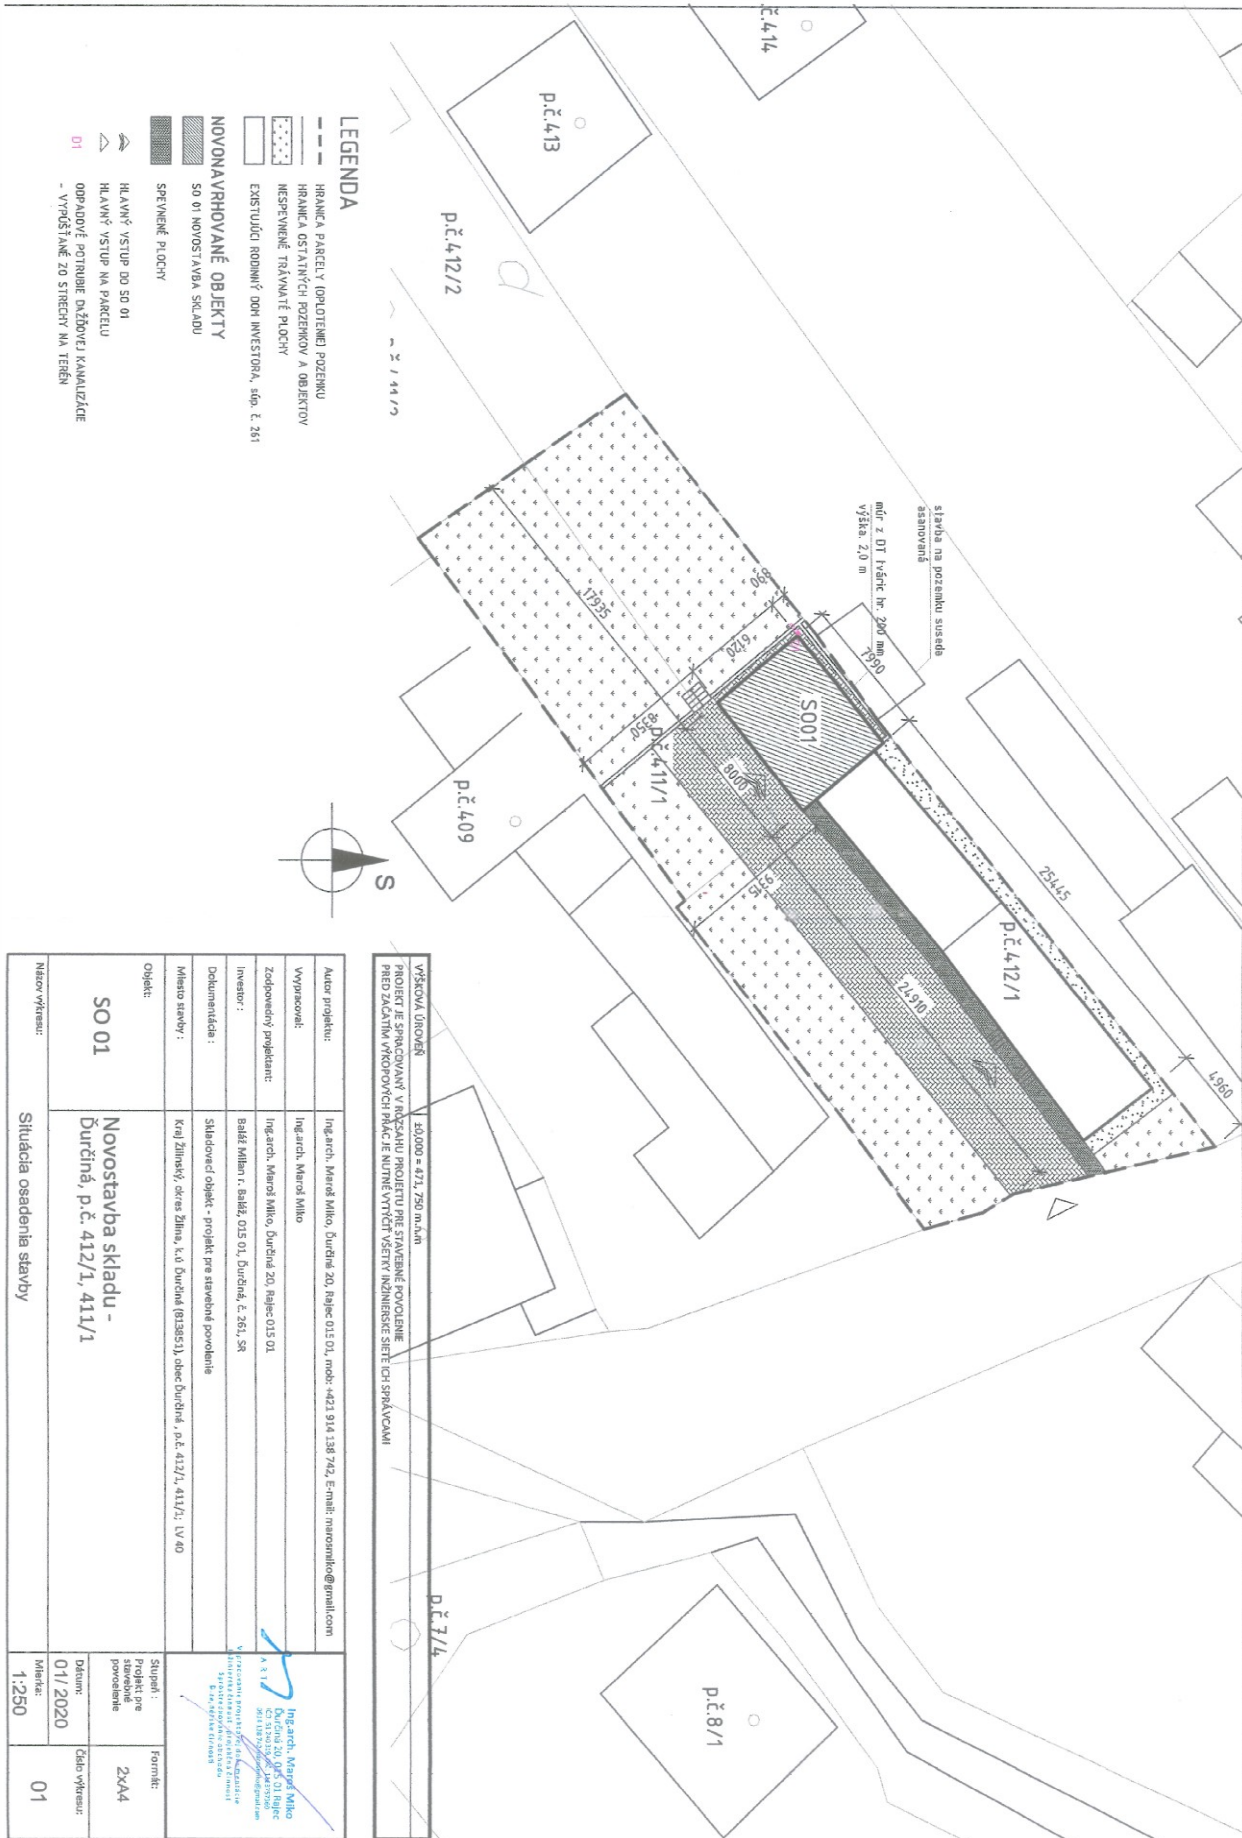 p.č.414
p.č.413
p.č.412/2
stavba na pozemku suseda
asanovaná
múr z DT tvárnic hr. 200 mm
výška. 2,0 m
890
6120
17935
8350
7990
SO01
p.č.411/1
8000
25445
p.č.412/1
24910
4960
p.č.409
S
p.č.7/4
p.č.8/1
LEGENDA
HRANICA PARCELY (OPLOTENIE) POZEMKU
HRANICA OSTATNÝCH POZEMKOV A OBJEKTOV
NESPEVNENÉ TRÁVNATÉ PLOCHY
EXISTUJÚCI RODINNÝ DOM INVESTORA, súp. č. 261
NOVONAVRHOVANÉ OBJEKTY
SO 01 NOVOSTAVBA SKLADU
SPEVNENÉ PLOCHY
HLAVNÝ VSTUP DO SO 01
HLAVNÝ VSTUP NA PARCELU
D1 ODPADOVÉ POTRUBIE DAŽĎOVEJ KANALIZÁCIE
- VYPÚŠŤANÉ ZO STRECHY NA TERÉN
VÝŠKOVÁ ÚROVEŇ ±0,000 = 471, 750 m.n.m
PROJEKT JE SPRACOVANÝ V ROZSAHU PROJEKTU PRE STAVEBNÉ POVOLENIE
PRED ZAČATÍM VÝKOPOVÝCH PRÁC JE NUTNÉ VYTÝČIŤ VŠETKY INŽINIERSKE SIETE ICH SPRÁVCAMI
Autor projektu: Ing.arch. Maroš Miko, Ďurčiná 20, Rajec 015 01, mob: +421 914 138 742, E-mail: marosmiko@gmail.com
Vypracoval: Ing.arch. Maroš Miko
Zodpovedný projektant: Ing.arch. Maroš Miko, Ďurčiná 20, Rajec 015 01
Investor : Baláž Milan r. Baláž, 015 01, Ďurčiná, č. 261, SR
Dokumentácia : Skladovací objekt - projekt pre stavebné povolenie
Miesto stavby : Kraj Žilinský, okres Žilina, k.ú Ďurčiná (813851), obec Ďurčiná , p.č. 412/1, 411/1; LV 40
Objekt:
SO 01
Novostavba skladu -
Ďurčiná, p.č. 412/1, 411/1
Názov výkresu:
Situácia osadenia stavby
Ing.arch. Maroš Miko
Ďurčiná 20, 015 01 Rajec
Stupeň :
Projekt pre
stavebné
povolenie
Formát:
2xA4
Dátum:
01/ 2020
Číslo výkresu:
01
Mierka:
1:250